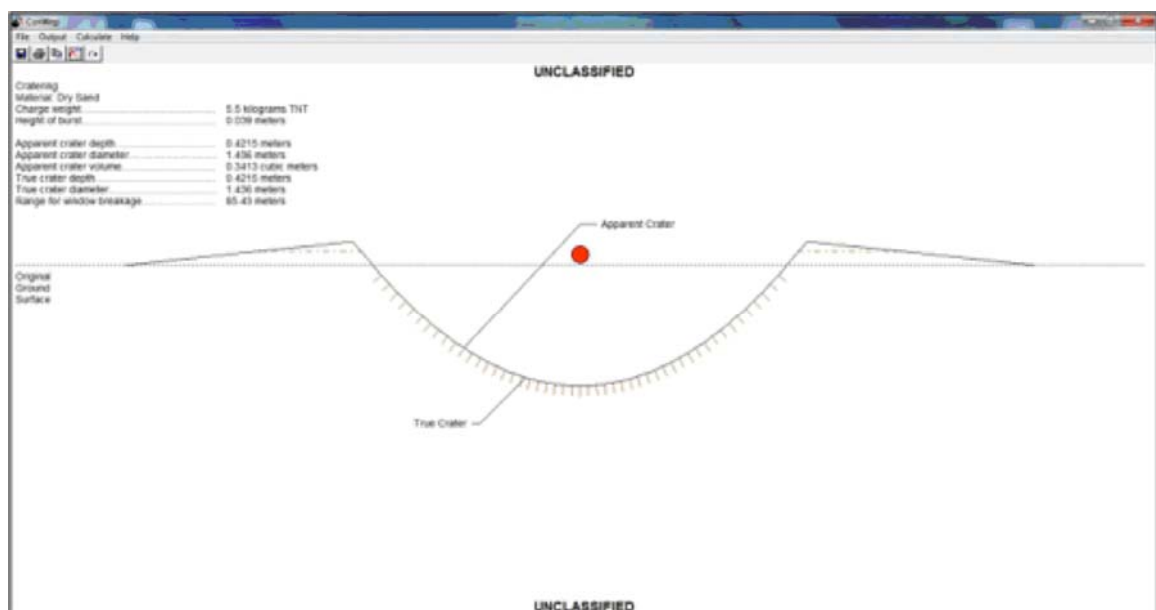 ConWep
File Output Calculate Help
UNCLASSIFIED
Cratering
Material: Dry Sand
Charge weight 5.5 kilograms TNT
Height of burst 0.039 meters
Apparent crater depth 0.4215 meters
Apparent crater diameter 1.436 meters
Apparent crater volume 0.3413 cubic meters
True crater depth 0.4215 meters
True crater diameter 1.436 meters
Range for window breakage 65.43 meters
Apparent Crater
Original
Ground
Surface
True Crater
UNCLASSIFIED